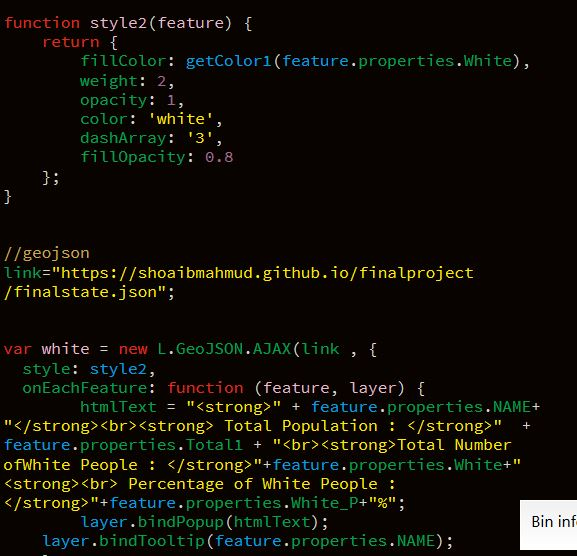 function style2(feature) {
    return {
        fillColor: getColor1(feature.properties.White),
        weight: 2,
        opacity: 1,
        color: 'white',
        dashArray: '3',
        fillOpacity: 0.8
    };
}
//geojson
link="https://shoaibmahmud.github.io/finalproject
/finalstate.json";
var white = new L.GeoJSON.AJAX(link , {
  style: style2,
  onEachFeature: function (feature, layer) {
        htmlText = "<strong>" + feature.properties.NAME+
"</strong><br><strong> Total Population : </strong>"  +
feature.properties.Total1 + "<br><strong>Total Number
ofWhite People : </strong>"+feature.properties.White+"
<strong><br> Percentage of White People :
</strong>"+feature.properties.White_P+"%";
        layer.bindPopup(htmlText);
    layer.bindTooltip(feature.properties.NAME);
Bin info